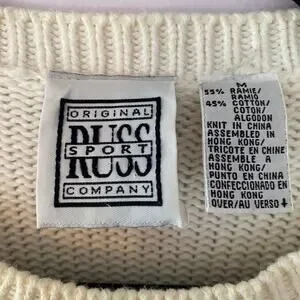 ORIGINAL
RUSS
SPORT
COMPANY
M
55% RAMIE/
RAMIO
45% COTTON/
COTON/
ALGODON
KNIT IN CHINA
ASSEMBLED IN
HONG KONG/
TRICOTE EN CHINE
ASSEMBLE A
HONG KONG/
PUNTO EN CHINA
CONFECCIONADO EN
HONG KONG
OVER/AU VERSO